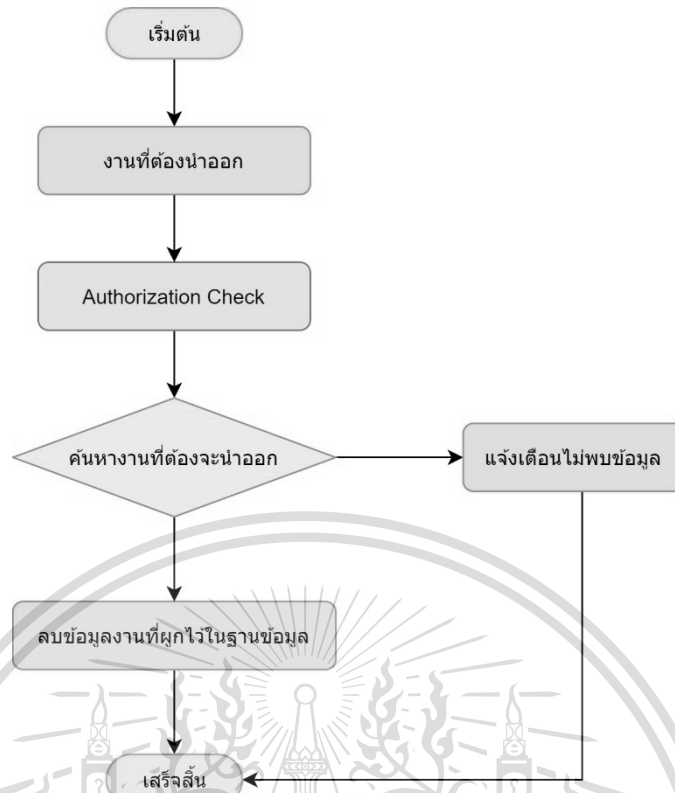 เริ่มต้น
งานที่ต้องนำออก
Authorization Check
ค้นหางานที่ต้องจะนำออก
แจ้งเตือนไม่พบข้อมูล
ลบข้อมูลงานที่ผูกไว้ในฐานข้อมูล
เสร็จสิ้น